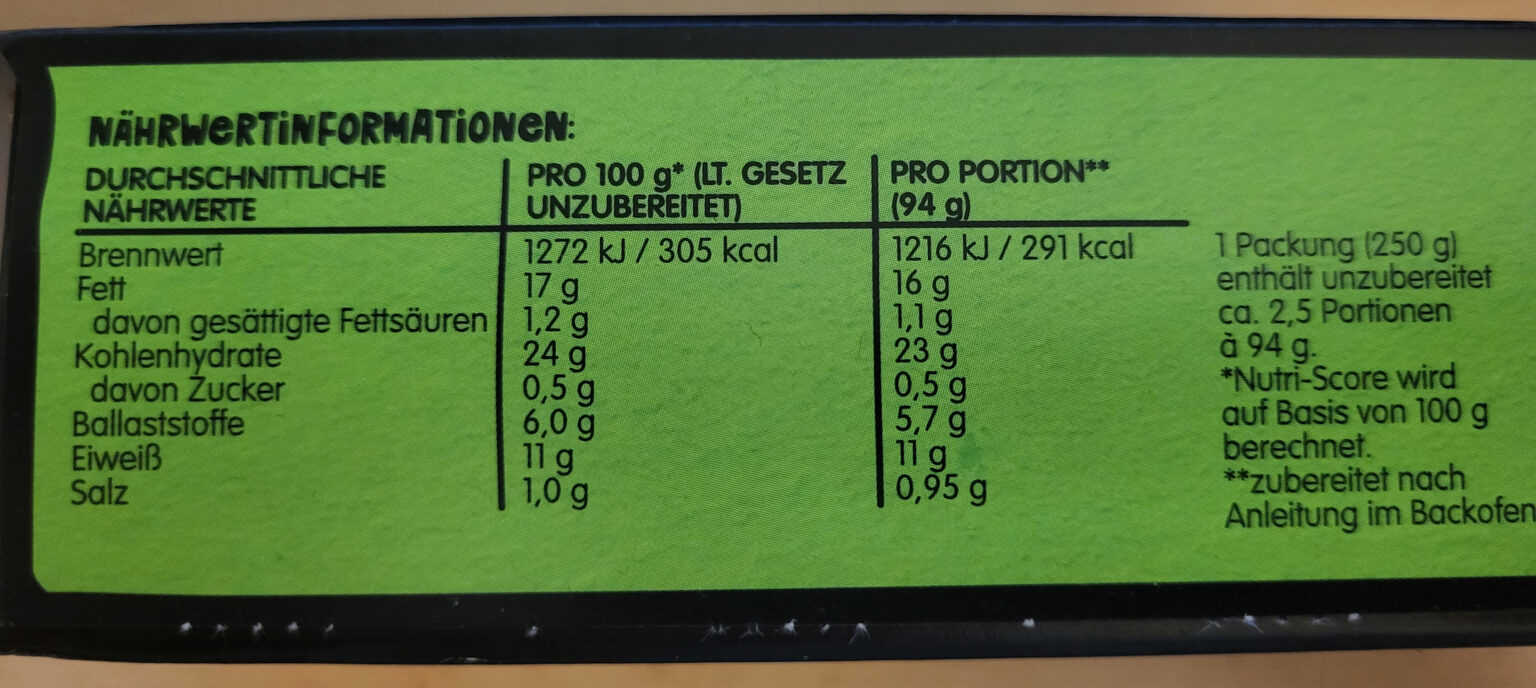 NÄHRWERTINFORMATIONEN:
DURCHSCHNITTLICHE NÄHRWERTE | PRO 100 g* (LT. GESETZ UNZUBEREITET) | PRO PORTION** (94 g)
Brennwert 1272 kJ / 305 kcal 1216 kJ / 291 kcal
Fett 17 g 16 g
davon gesättigte Fettsäuren 1,2 g 1,1 g
Kohlenhydrate 24 g 23 g
davon Zucker 0,5 g 0,5 g
Ballaststoffe 6,0 g 5,7 g
Eiweiß 11 g 11 g
Salz 1,0 g 0,95 g
1 Packung (250 g)
enthält unzubereitet
ca. 2,5 Portionen
à 94 g.
*Nutri-Score wird
auf Basis von 100 g
berechnet.
**zubereitet nach
Anleitung im Backofen